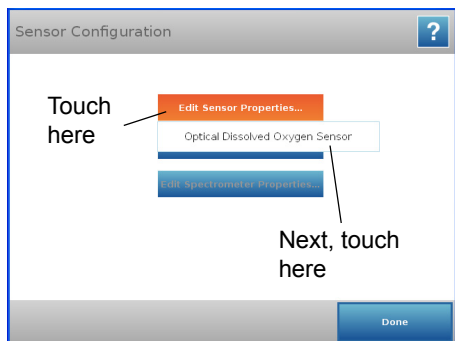 Sensor Configuration
?
Touch
here
Edit Sensor Properties...
Optical Dissolved Oxygen Sensor
Edit Spectrometer Properties...
Next, touch
here
Done